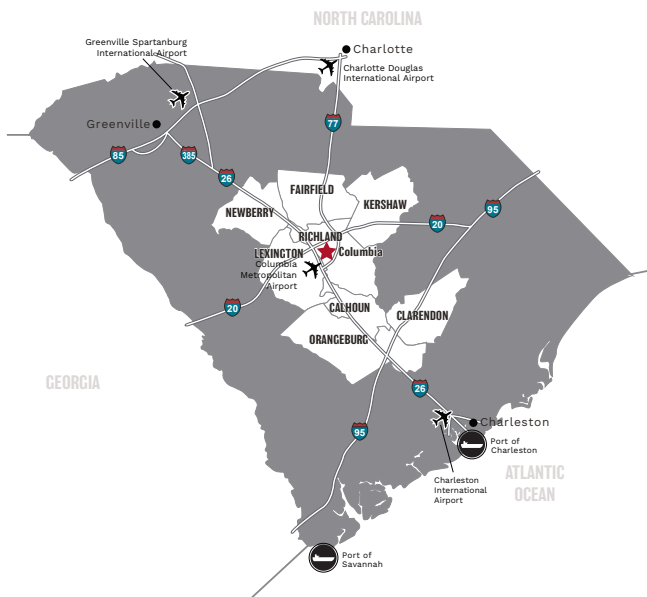 NORTH CAROLINA
Greenville Spartanburg
International Airport
Charlotte
Charlotte Douglas
International Airport
Greenville
77
85
385
26
FAIRFIELD
KERSHAW
NEWBERRY
95
20
RICHLAND
LEXINGTON
Columbia
Columbia
Metropolitan
Airport
20
CALHOUN
CLARENDON
ORANGEBURG
GEORGIA
26
95
Charleston
Port of
Charleston
ATLANTIC
OCEAN
Charleston
International
Airport
Port of
Savannah